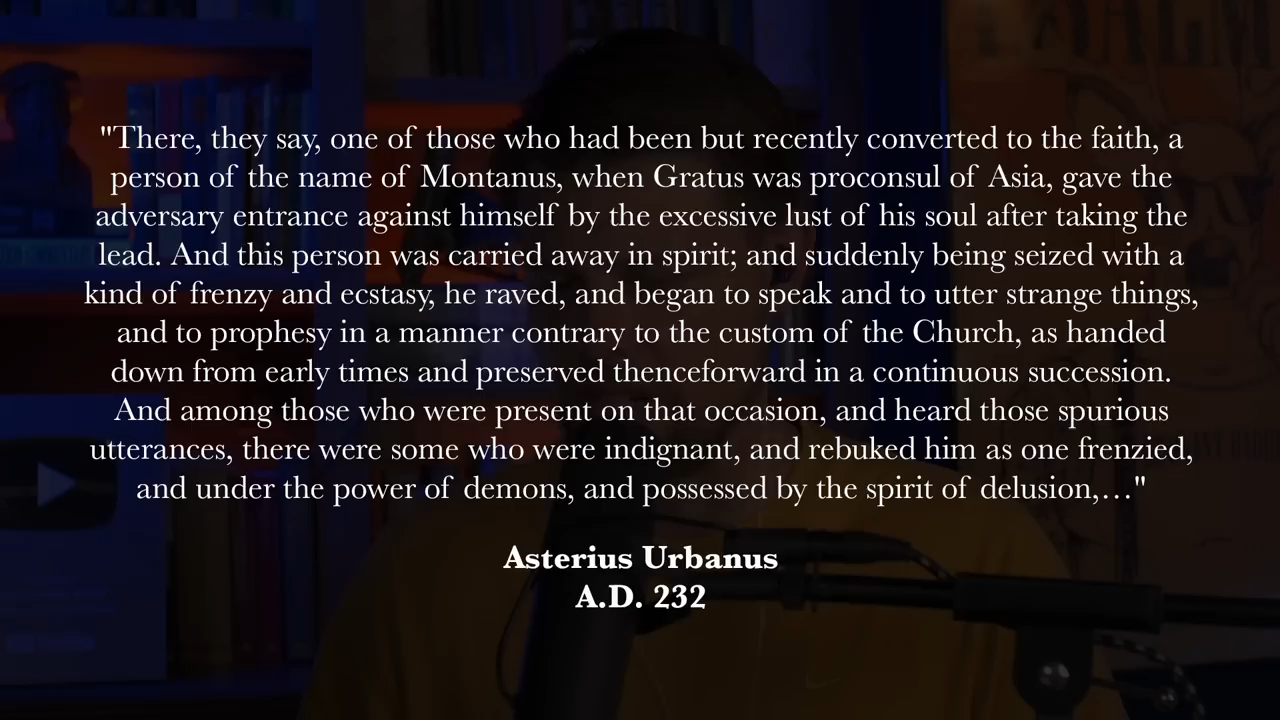 "There, they say, one of those who had been but recently converted to the faith, a
person of the name of Montanus, when Gratus was proconsul of Asia, gave the
adversary entrance against himself by the excessive lust of his soul after taking the
lead. And this person was carried away in spirit; and suddenly being seized with a
kind of frenzy and ecstasy, he raved, and began to speak and to utter strange things,
and to prophesy in a manner contrary to the custom of the Church, as handed
down from early times and preserved thenceforward in a continuous succession.
And among those who were present on that occasion, and heard those spurious
utterances, there were some who were indignant, and rebuked him as one frenzied,
and under the power of demons, and possessed by the spirit of delusion,…"
Asterius Urbanus
A.D. 232